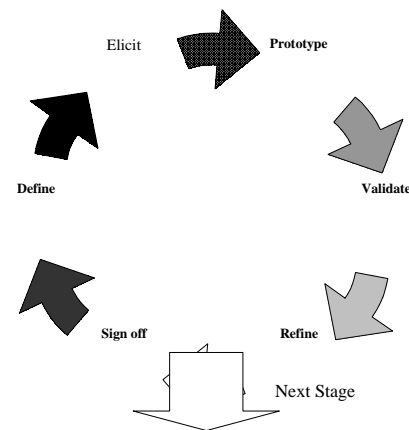 Elicit
Prototype
Validate
Refine
Next Stage
Sign off
Define